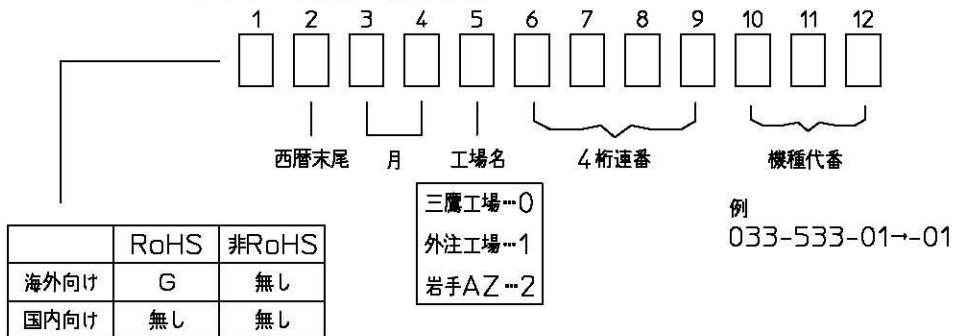 1 2 3 4 5 6 7 8 9 10 11 12
西暦末尾 月 工場名 4桁連番 機種代番
三鷹工場…0
外注工場…1
岩手AZ…2
例
033-533-01→-01
RoHS 非RoHS
海外向け G 無し
国内向け 無し 無し